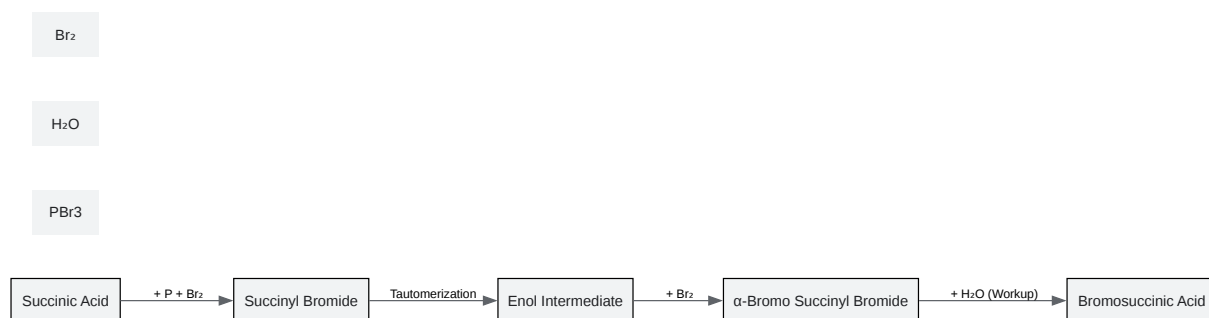 Br₂
H₂O
PBr3
Succinic Acid
+ P + Br₂
Succinyl Bromide
Tautomerization
Enol Intermediate
+ Br₂
α-Bromo Succinyl Bromide
+ H₂O (Workup)
Bromosuccinic Acid